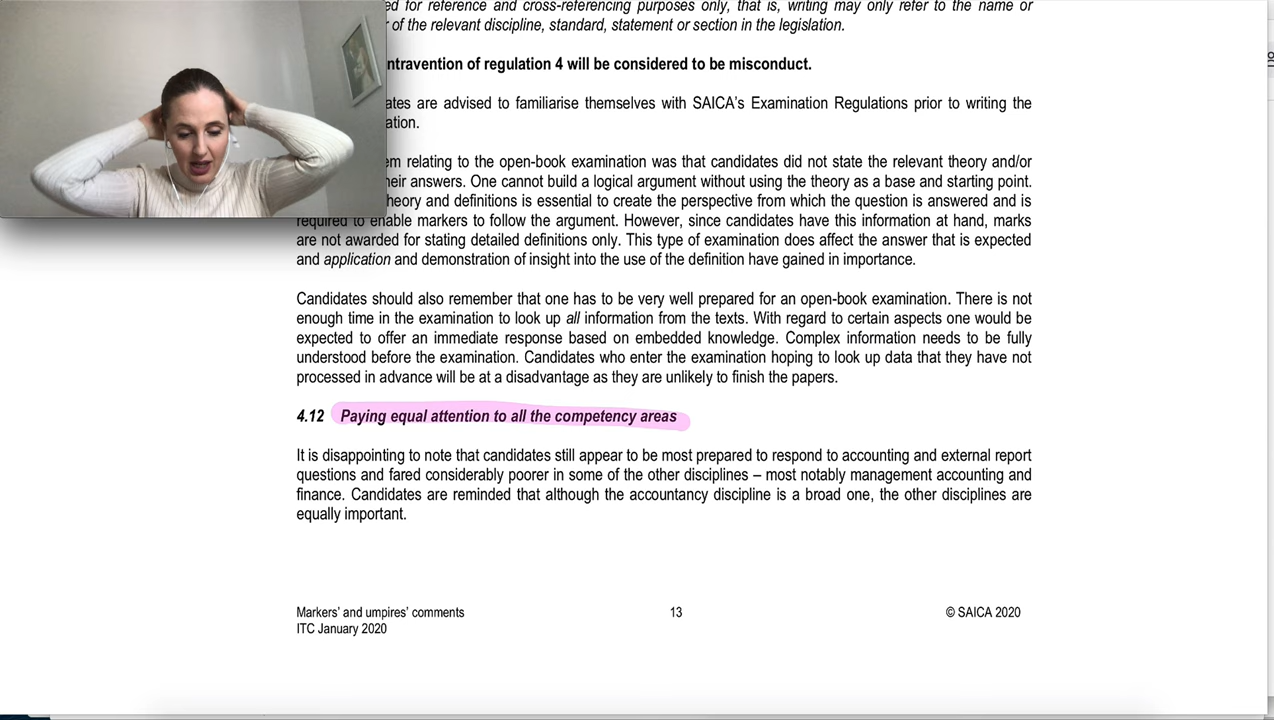 ed for reference and cross-referencing purposes only, that is, writing may only refer to the name or
of the relevant discipline, standard, statement or section in the legislation.
ntravention of regulation 4 will be considered to be misconduct.
ates are advised to familiarise themselves with SAICA's Examination Regulations prior to writing the
ation.
em relating to the open-book examination was that candidates did not state the relevant theory and/or
heir answers. One cannot build a logical argument without using the theory as a base and starting point.
heory and definitions is essential to create the perspective from which the question is answered and is
required to enable markers to follow the argument. However, since candidates have this information at hand, marks
are not awarded for stating detailed definitions only. This type of examination does affect the answer that is expected
and application and demonstration of insight into the use of the definition have gained in importance.
Candidates should also remember that one has to be very well prepared for an open-book examination. There is not
enough time in the examination to look up all information from the texts. With regard to certain aspects one would be
expected to offer an immediate response based on embedded knowledge. Complex information needs to be fully
understood before the examination. Candidates who enter the examination hoping to look up data that they have not
processed in advance will be at a disadvantage as they are unlikely to finish the papers.
4.12 Paying equal attention to all the competency areas
It is disappointing to note that candidates still appear to be most prepared to respond to accounting and external report
questions and fared considerably poorer in some of the other disciplines – most notably management accounting and
finance. Candidates are reminded that although the accountancy discipline is a broad one, the other disciplines are
equally important.
Markers' and umpires' comments 13 © SAICA 2020
ITC January 2020